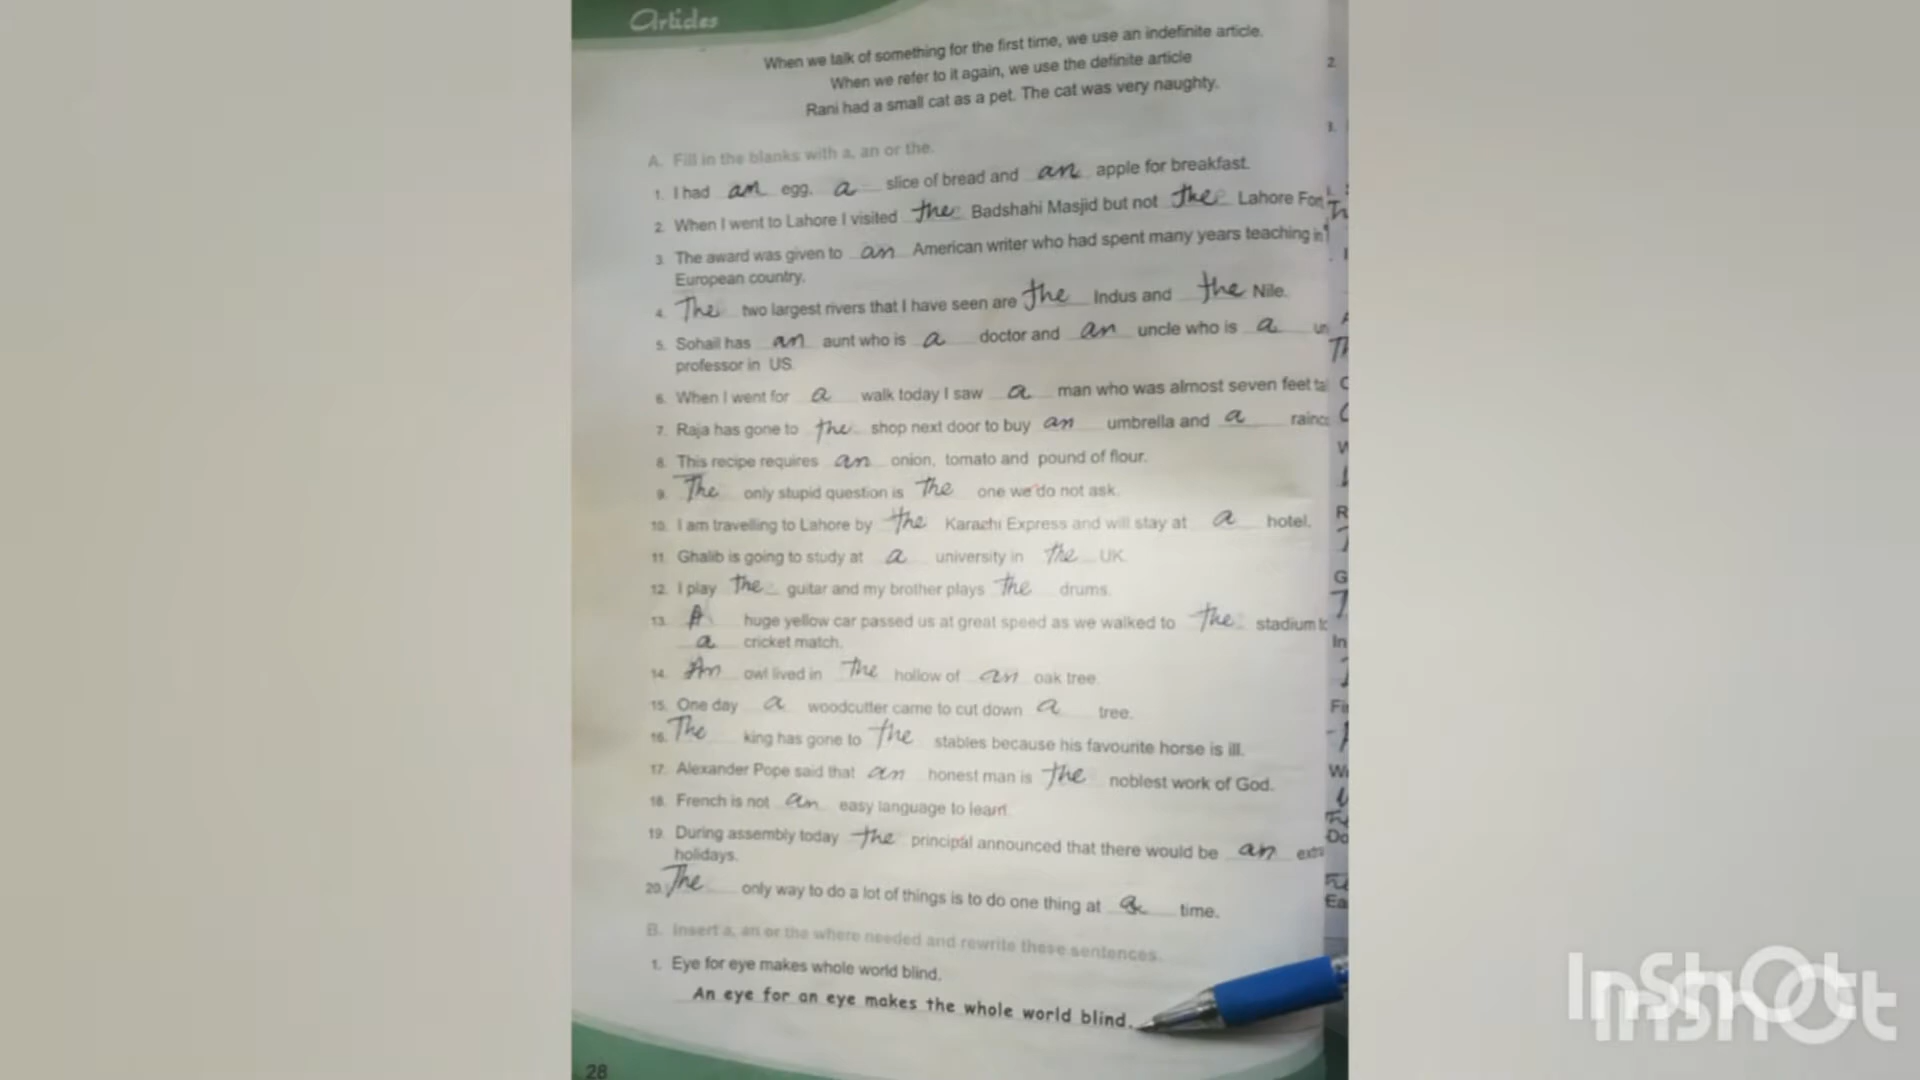 Articles
When we talk of something for the first time, we use an indefinite article.
When we refer to it again, we use the definite article
Rani had a small cat as a pet. The cat was very naughty.
A. Fill in the blanks with a, an or the.
1. I had an egg, a slice of bread and an apple for breakfast.
2. When I went to Lahore I visited the Badshahi Masjid but not the Lahore
3. The award was given to an American writer who had spent many years teaching in
European country.
4. The two largest rivers that I have seen are the Indus and the Nile.
5. Sohail has an aunt who is a doctor and an uncle who is a
professor in US.
6. When I went for a walk today I saw a man who was almost seven feet
7. Raja has gone to the shop next door to buy an umbrella and a
8. This recipe requires an onion, tomato and pound of flour.
9. The only stupid question is the one we do not ask.
10. I am travelling to Lahore by the Karachi Express and will stay at a hotel.
11. Ghalib is going to study at a university in the UK.
12. I play the guitar and my brother plays the drums.
13. A huge yellow car passed us at great speed as we walked to the stadium
a cricket match.
14. An owl lived in the hollow of an oak tree.
15. One day a woodcutter came to cut down a tree.
16. The king has gone to the stables because his favourite horse is ill.
17. Alexander Pope said that an honest man is the noblest work of God.
18. French is not an easy language to learn.
19. During assembly today the principal announced that there would be an
holidays.
20. The only way to do a lot of things is to do one thing at a time.
B. Insert a, an or the where needed and rewrite these sentences.
1. Eye for eye makes whole world blind.
An eye for an eye makes the whole world blind.
28
InShot